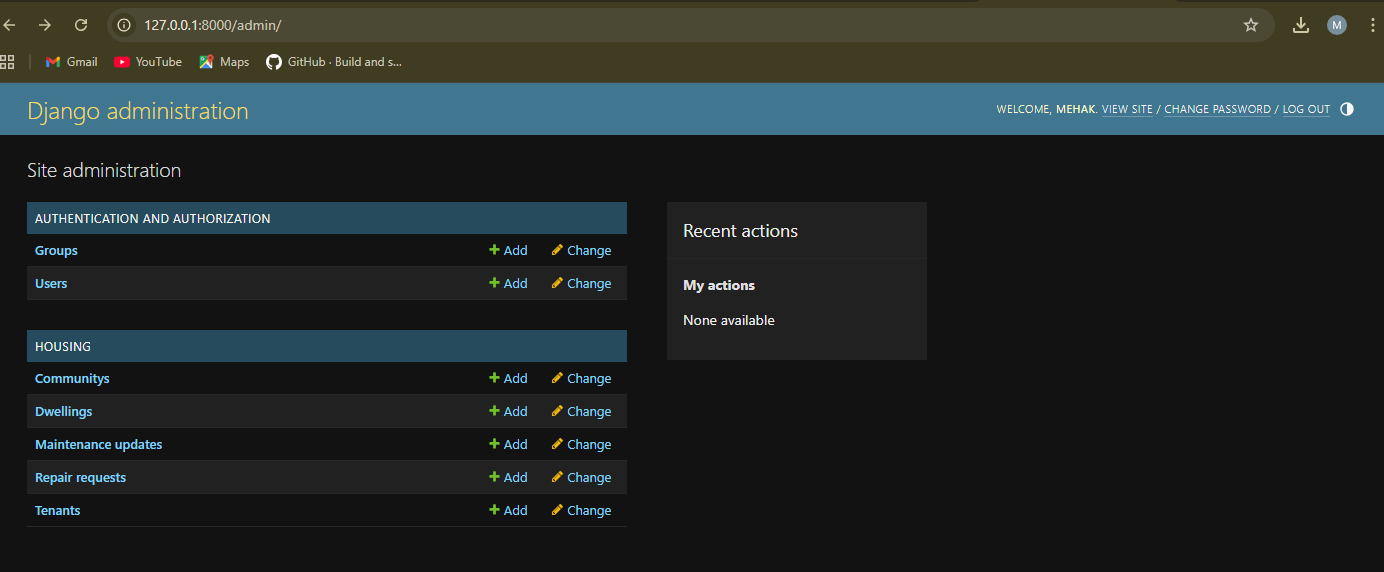 127.0.0.1:8000/admin/
M
Gmail YouTube Maps GitHub · Build and s...
Django administration
WELCOME, MEHAK. VIEW SITE / CHANGE PASSWORD / LOG OUT
Site administration
AUTHENTICATION AND AUTHORIZATION
Groups Add Change
Users Add Change
HOUSING
Communitys Add Change
Dwellings Add Change
Maintenance updates Add Change
Repair requests Add Change
Tenants Add Change
Recent actions
My actions
None available